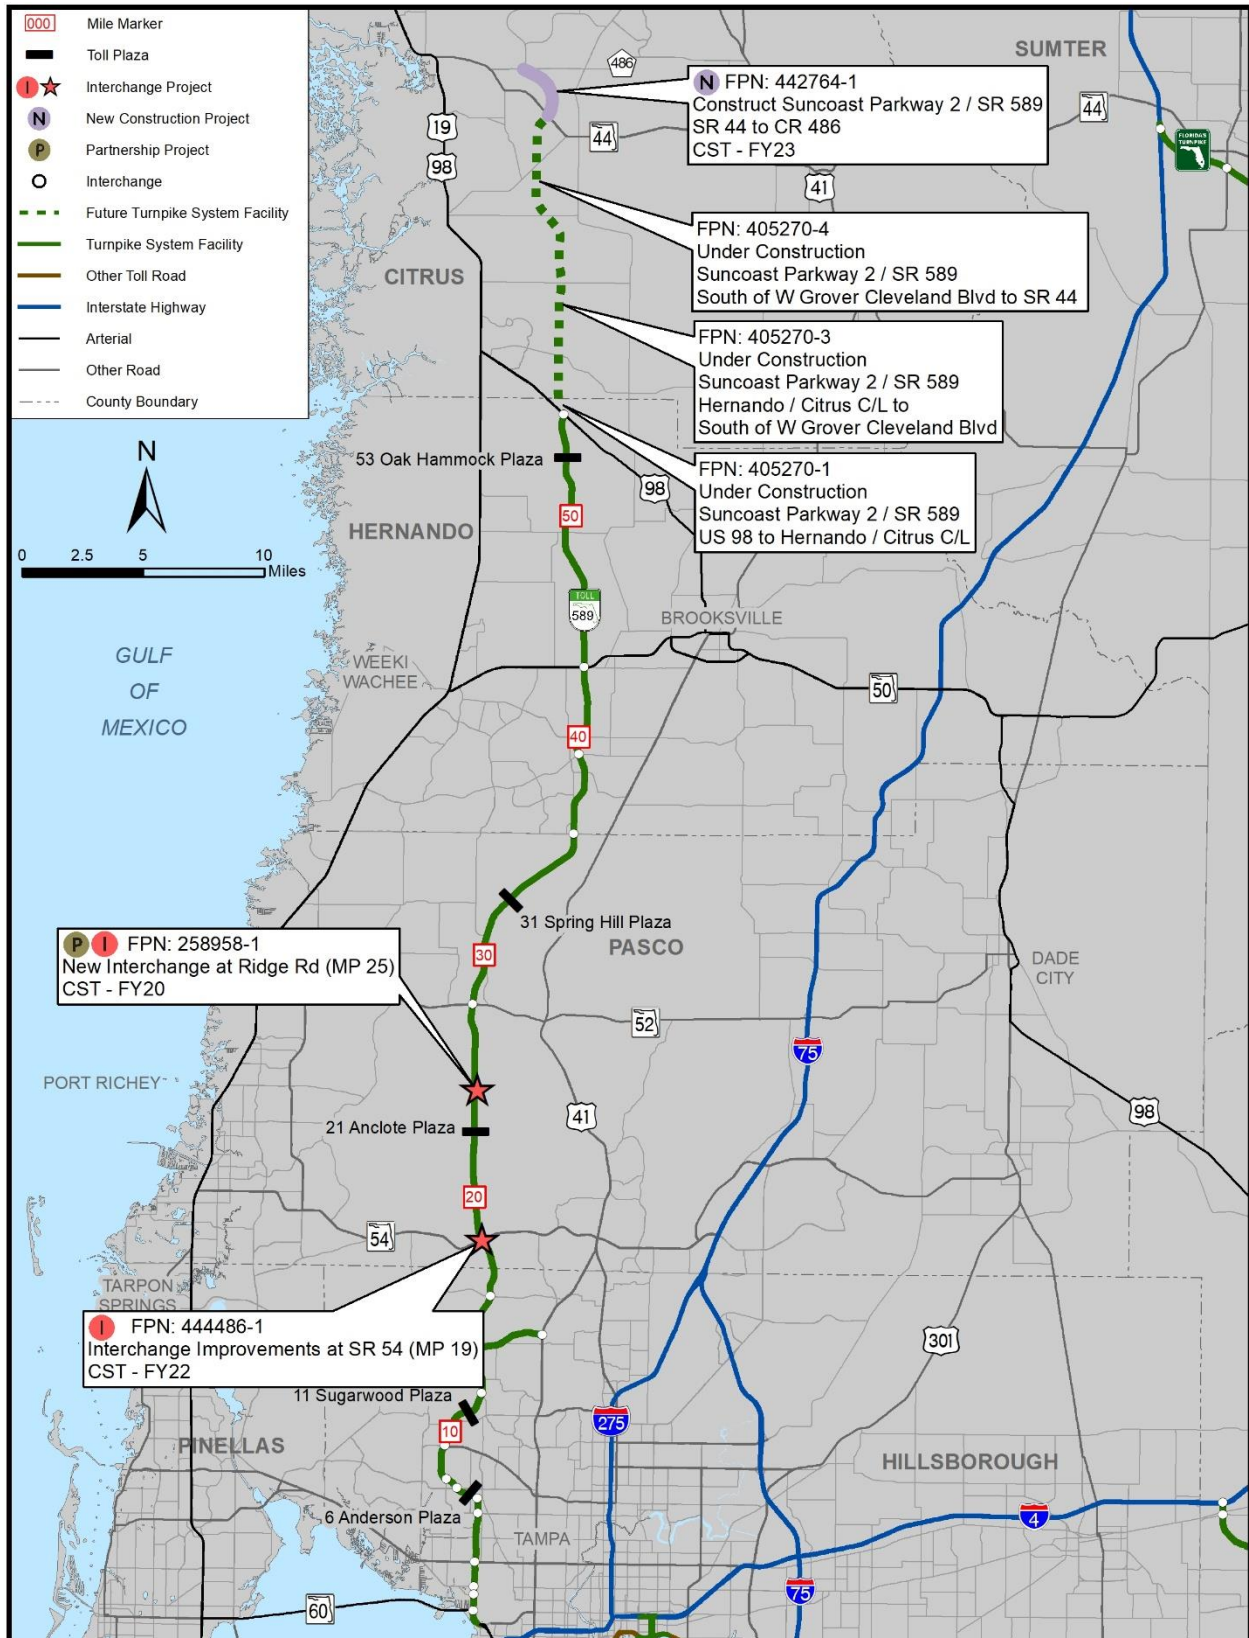 000 Mile Marker
Toll Plaza
I Interchange Project
N New Construction Project
P Partnership Project
Interchange
Future Turnpike System Facility
Turnpike System Facility
Other Toll Road
Interstate Highway
Arterial
Other Road
County Boundary
N
0 2.5 5 10
Miles
SUMTER
486
N FPN: 442764-1
Construct Suncoast Parkway 2 / SR 589
SR 44 to CR 486
CST - FY23
44
19
98
44
41
FLORIDA'S
TURNPIKE
FPN: 405270-4
Under Construction
Suncoast Parkway 2 / SR 589
South of W Grover Cleveland Blvd to SR 44
CITRUS
FPN: 405270-3
Under Construction
Suncoast Parkway 2 / SR 589
Hernando / Citrus C/L to
South of W Grover Cleveland Blvd
53 Oak Hammock Plaza
98
FPN: 405270-1
Under Construction
Suncoast Parkway 2 / SR 589
US 98 to Hernando / Citrus C/L
50
HERNANDO
TOLL
589
BROOKSVILLE
GULF
OF
MEXICO
WEEKI
WACHEE
50
40
31 Spring Hill Plaza
PASCO
P I FPN: 258958-1
New Interchange at Ridge Rd (MP 25)
CST - FY20
30
DADE
CITY
52
75
PORT RICHEY
41
98
21 Anclote Plaza
20
54
TARPON
SPRINGS
I FPN: 444486-1
Interchange Improvements at SR 54 (MP 19)
CST - FY22
301
11 Sugarwood Plaza
10
275
PINELLAS
HILLSBOROUGH
6 Anderson Plaza
4
TAMPA
75
60